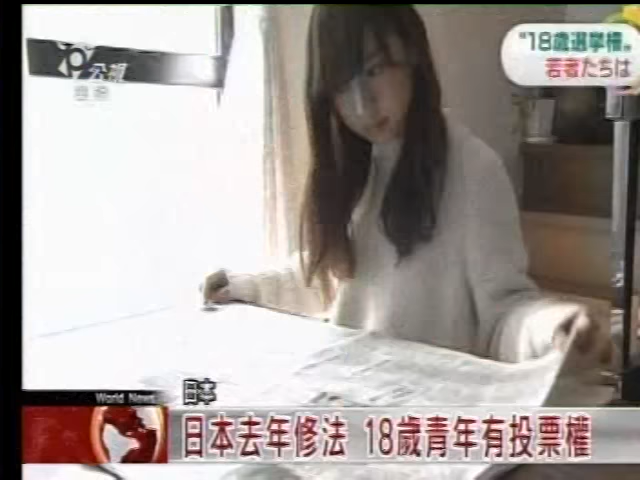 公視
"18歳選挙権"
若者たちは
World News
日本
日本去年修法 18歲青年有投票權